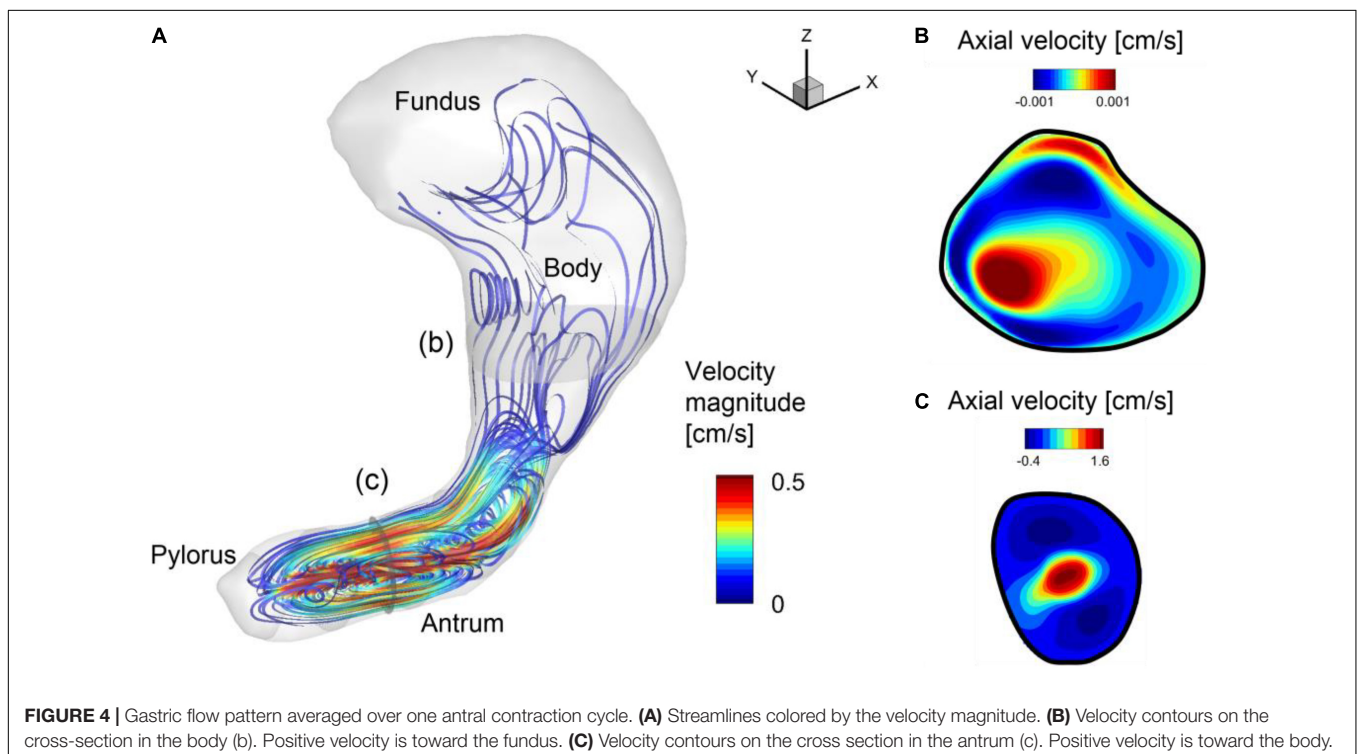 A
Z
Y
X
Fundus
Body
(b)
Velocity
magnitude
[cm/s]
0.5
0
(c)
Pylorus
Antrum
B
Axial velocity [cm/s]
-0.001
0.001
C
Axial velocity [cm/s]
-0.4
1.6
FIGURE 4 | Gastric flow pattern averaged over one antral contraction cycle. (A) Streamlines colored by the velocity magnitude. (B) Velocity contours on the
cross-section in the body (b). Positive velocity is toward the fundus. (C) Velocity contours on the cross section in the antrum (c). Positive velocity is toward the body.